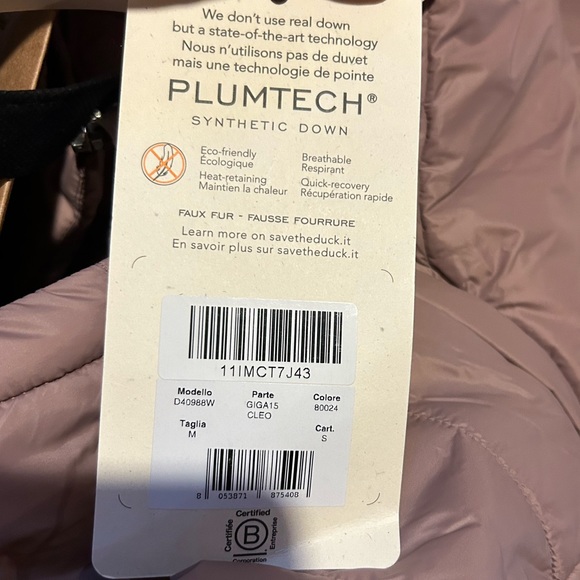 We don't use real down
but a state-of-the-art technology
Nous n'utilisons pas de duvet
mais une technologie de pointe
PLUMTECH®
SYNTHETIC DOWN
Eco-friendly
Écologique
Breathable
Respirant
Heat-retaining
Maintien la chaleur
Quick-recovery
Récupération rapide
FAUX FUR - FAUSSE FOURRURE
Learn more on savetheduck.it
En savoir plus sur savetheduck.it
11IMCT7J43
Modello Parte Colore
D40988W GIGA15 80024
CLEO
Taglia Cart.
M S
8 053871 875408
Certified
Certifiée B Entreprise
Corporation